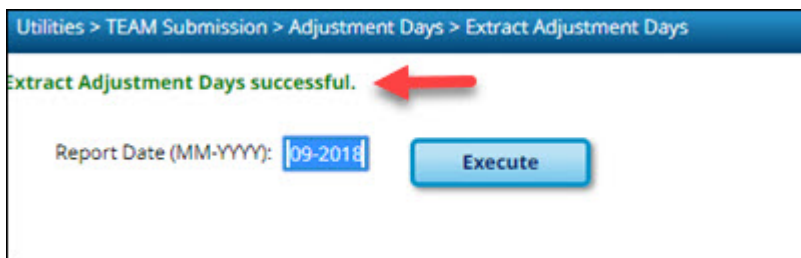 Utilities > TEAM Submission > Adjustment Days > Extract Adjustment Days
Extract Adjustment Days successful.
Report Date (MM-YYYY): 09-2018 Execute